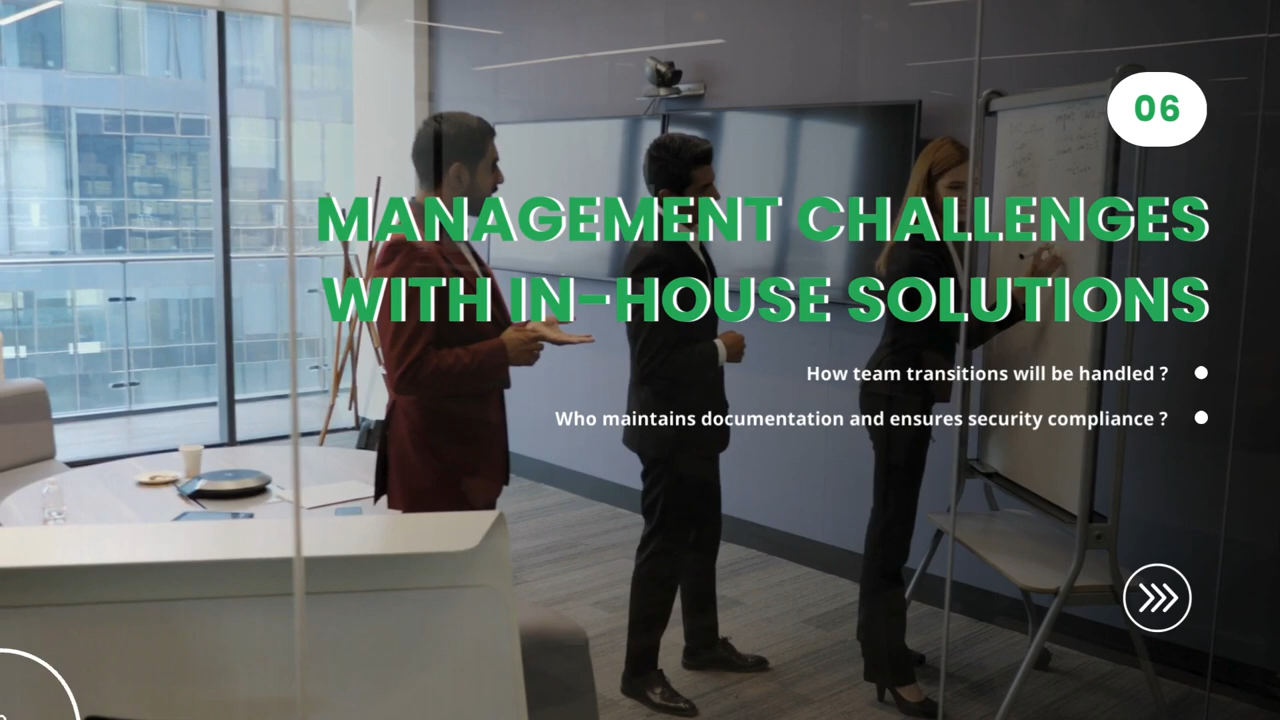 06
MANAGEMENT CHALLENGES
WITH IN-HOUSE SOLUTIONS
How team transitions will be handled ?
Who maintains documentation and ensures security compliance ?